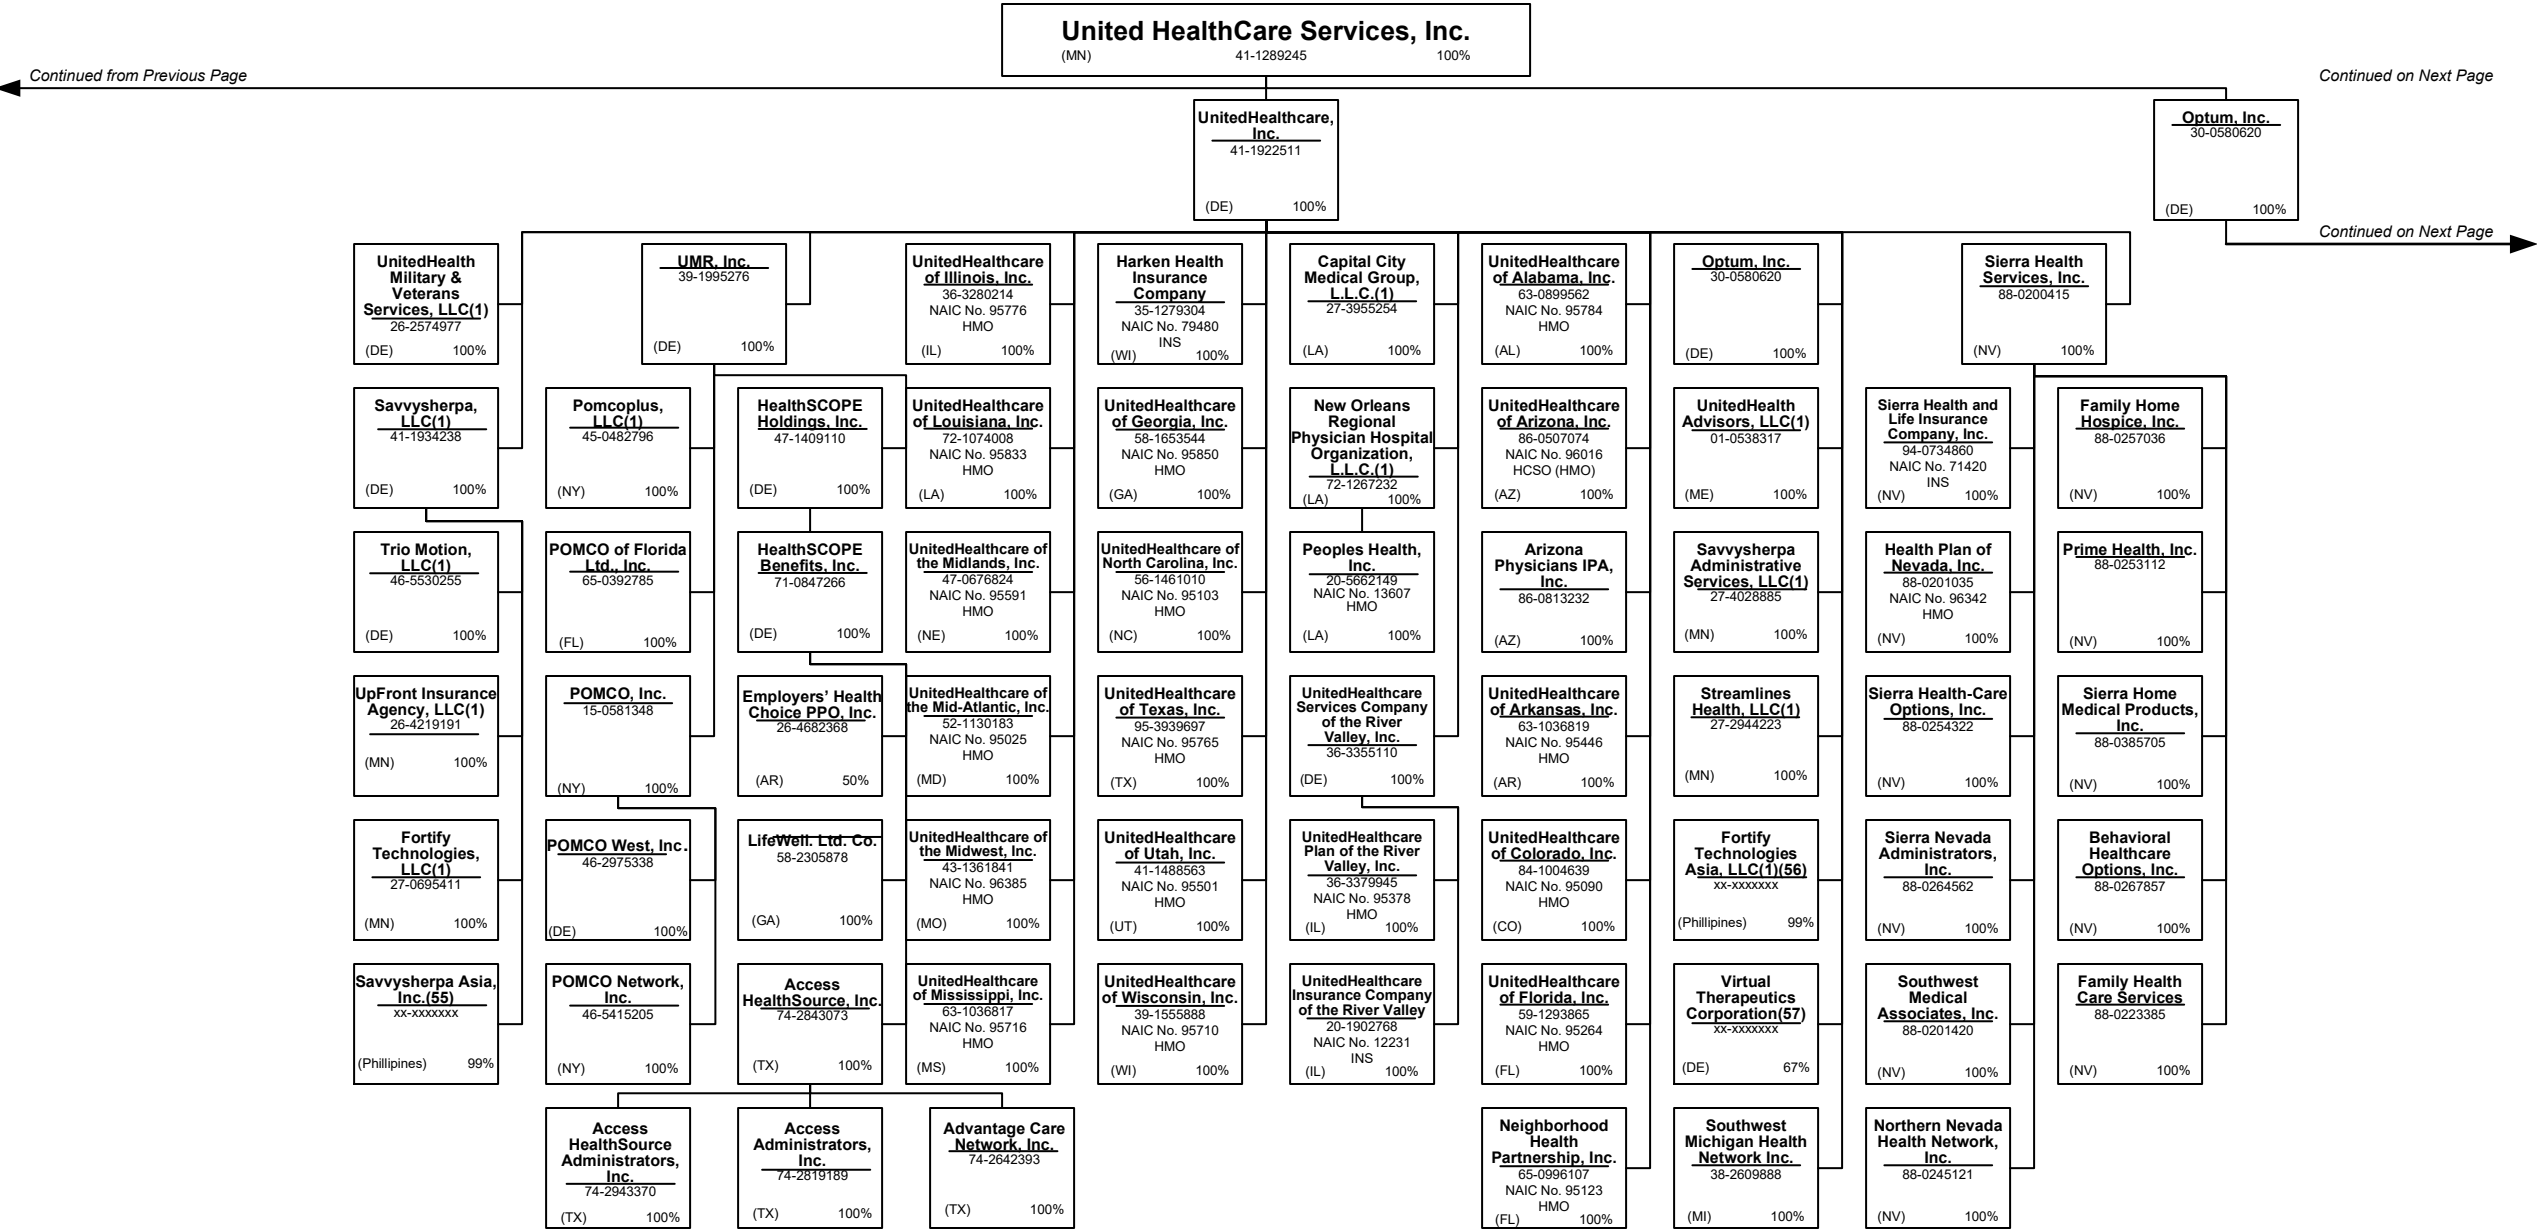 United HealthCare Services, Inc.
(MN) 41-1289245 100%
Continued from Previous Page
Continued on Next Page
UnitedHealthcare,
Inc.
41-1922511
(DE) 100%
Optum, Inc.
30-0580620
(DE) 100%
Continued on Next Page
UnitedHealth
Military &
Veterans
Services, LLC(1)
26-2574977
(DE) 100%
UMR, Inc.
39-1995276
(DE) 100%
UnitedHealthcare
of Illinois, Inc.
36-3280214
NAIC No. 95776
HMO
(IL) 100%
Harken Health
Insurance
Company
35-1279304
NAIC No. 79480
INS
(WI) 100%
Capital City
Medical Group,
L.L.C.(1)
27-3955254
(LA) 100%
UnitedHealthcare
of Alabama, Inc.
63-0899562
NAIC No. 95784
HMO
(AL) 100%
Optum, Inc.
30-0580620
(DE) 100%
Sierra Health
Services, Inc.
88-0200415
(NV) 100%
Savvysherpa,
LLC(1)
41-1934238
(DE) 100%
Pomcoplus,
LLC(1)
45-0482796
(NY) 100%
HealthSCOPE
Holdings, Inc.
47-1409110
(DE) 100%
UnitedHealthcare
of Louisiana, Inc.
72-1074008
NAIC No. 95833
HMO
(LA) 100%
UnitedHealthcare
of Georgia, Inc.
58-1653544
NAIC No. 95850
HMO
(GA) 100%
New Orleans
Regional
Physician Hospital
Organization,
L.L.C.(1)
72-1267232
(LA) 100%
UnitedHealthcare
of Arizona, Inc.
86-0507074
NAIC No. 96016
HCSO (HMO)
(AZ) 100%
UnitedHealth
Advisors, LLC(1)
01-0538317
(ME) 100%
Sierra Health and
Life Insurance
Company, Inc.
94-0734860
NAIC No. 71420
INS
(NV) 100%
Family Home
Hospice, Inc.
88-0257036
(NV) 100%
Trio Motion,
LLC(1)
46-5530255
(DE) 100%
POMCO of Florida
Ltd., Inc.
65-0392785
(FL) 100%
HealthSCOPE
Benefits, Inc.
71-0847266
(DE) 100%
UnitedHealthcare of
the Midlands, Inc.
47-0676824
NAIC No. 95591
HMO
(NE) 100%
UnitedHealthcare of
North Carolina, Inc.
56-1461010
NAIC No. 95103
HMO
(NC) 100%
Peoples Health,
Inc.
20-5662149
NAIC No. 13607
HMO
(LA) 100%
Arizona
Physicians IPA,
Inc.
86-0813232
(AZ) 100%
Savvysherpa
Administrative
Services, LLC(1)
27-4028885
(MN) 100%
Health Plan of
Nevada, Inc.
88-0201035
NAIC No. 96342
HMO
(NV) 100%
Prime Health, Inc.
88-0253112
(NV) 100%
UpFront Insurance
Agency, LLC(1)
26-4219191
(MN) 100%
POMCO, Inc.
15-0581348
(NY) 100%
Employers' Health
Choice PPO, Inc.
26-4682368
(AR) 50%
UnitedHealthcare of
the Mid-Atlantic, Inc.
52-1130183
NAIC No. 95025
HMO
(MD) 100%
UnitedHealthcare
of Texas, Inc.
95-3939697
NAIC No. 95765
HMO
(TX) 100%
UnitedHealthcare
Services Company
of the River
Valley, Inc.
36-3355110
(DE) 100%
UnitedHealthcare
of Arkansas, Inc.
63-1036819
NAIC No. 95446
HMO
(AR) 100%
Streamlines
Health, LLC(1)
27-2944223
(MN) 100%
Sierra Health-Care
Options, Inc.
88-0254322
(NV) 100%
Sierra Home
Medical Products,
Inc.
88-0385705
(NV) 100%
Fortify
Technologies,
LLC(1)
27-0695411
(MN) 100%
POMCO West, Inc.
46-2975338
(DE) 100%
LifeWell. Ltd. Co.
58-2305878
(GA) 100%
UnitedHealthcare of
the Midwest, Inc.
43-1361841
NAIC No. 96385
HMO
(MO) 100%
UnitedHealthcare
of Utah, Inc.
41-1488563
NAIC No. 95501
HMO
(UT) 100%
UnitedHealthcare
Plan of the River
Valley, Inc.
36-3379945
NAIC No. 95378
HMO
(IL) 100%
UnitedHealthcare
of Colorado, Inc.
84-1004639
NAIC No. 95090
HMO
(CO) 100%
Fortify
Technologies
Asia, LLC(1)(56)
xx-xxxxxxx
(Phillipines) 99%
Sierra Nevada
Administrators,
Inc.
88-0264562
(NV) 100%
Behavioral
Healthcare
Options, Inc.
88-0267857
(NV) 100%
Savvysherpa Asia,
Inc.(55)
xx-xxxxxxx
(Phillipines) 99%
POMCO Network,
Inc.
46-5415205
(NY) 100%
Access
HealthSource, Inc.
74-2843073
(TX) 100%
UnitedHealthcare
of Mississippi, Inc.
63-1036817
NAIC No. 95716
HMO
(MS) 100%
UnitedHealthcare
of Wisconsin, Inc.
39-1555888
NAIC No. 95710
HMO
(WI) 100%
UnitedHealthcare
Insurance Company
of the River Valley
20-1902768
NAIC No. 12231
INS
(IL) 100%
UnitedHealthcare
of Florida, Inc.
59-1293865
NAIC No. 95264
HMO
(FL) 100%
Virtual
Therapeutics
Corporation(57)
xx-xxxxxxx
(DE) 67%
Southwest
Medical
Associates, Inc.
88-0201420
(NV) 100%
Family Health
Care Services
88-0223385
(NV) 100%
Access
HealthSource
Administrators,
Inc.
74-2943370
(TX) 100%
Access
Administrators,
Inc.
74-2819189
(TX) 100%
Advantage Care
Network, Inc.
74-2642393
(TX) 100%
Neighborhood
Health
Partnership, Inc.
65-0996107
NAIC No. 95123
HMO
(FL) 100%
Southwest
Michigan Health
Network Inc.
38-2609888
(MI) 100%
Northern Nevada
Health Network,
Inc.
88-0245121
(NV) 100%